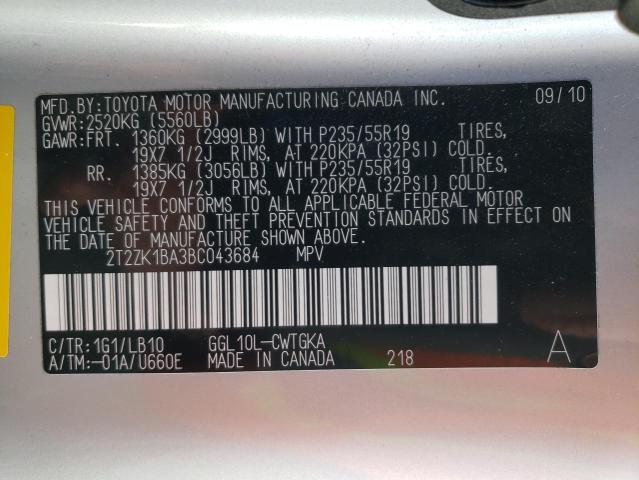 MFD.BY:TOYOTA MOTOR MANUFACTURING CANADA INC. 09/10
GVWR:2520KG (5560LB)
GAWR:FRT. 1360KG (2999LB) WITH P235/55R19 TIRES,
19X7 1/2J RIMS, AT 220KPA (32PSI) COLD.
RR. 1385KG (3056LB) WITH P235/55R19 TIRES,
19X7 1/2J RIMS, AT 220KPA (32PSI) COLD.
THIS VEHICLE CONFORMS TO ALL APPLICABLE FEDERAL MOTOR
VEHICLE SAFETY AND THEFT PREVENTION STANDARDS IN EFFECT ON
THE DATE OF MANUFACTURE SHOWN ABOVE.
2T2ZK1BA3BC043684 MPV
C/TR:1G1/LB10 GGL10L-CWTGKA
A/TM:-01A/U660E MADE IN CANADA 218 A